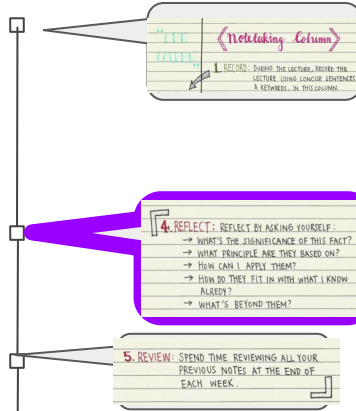 "CUE
COLUMN"
Notetaking Column
1. RECORD: DURING THE LECTURE, RECORD THE
LECTURE USING CONCISE SENTENCES
& KEYWORDS, IN THIS COLUMN.
4. REFLECT: REFLECT BY ASKING YOURSELF:
→ WHAT'S THE SIGNIFICANCE OF THIS FACT?
→ WHAT PRINCIPLE ARE THEY BASED ON?
→ HOW CAN I APPLY THEM?
→ HOW DO THEY FIT IN WITH WHAT I KNOW
ALREDY?
→ WHAT'S BEYOND THEM?
5. REVIEW: SPEND TIME REVIEWING ALL YOUR
PREVIOUS NOTES AT THE END OF
EACH WEEK.